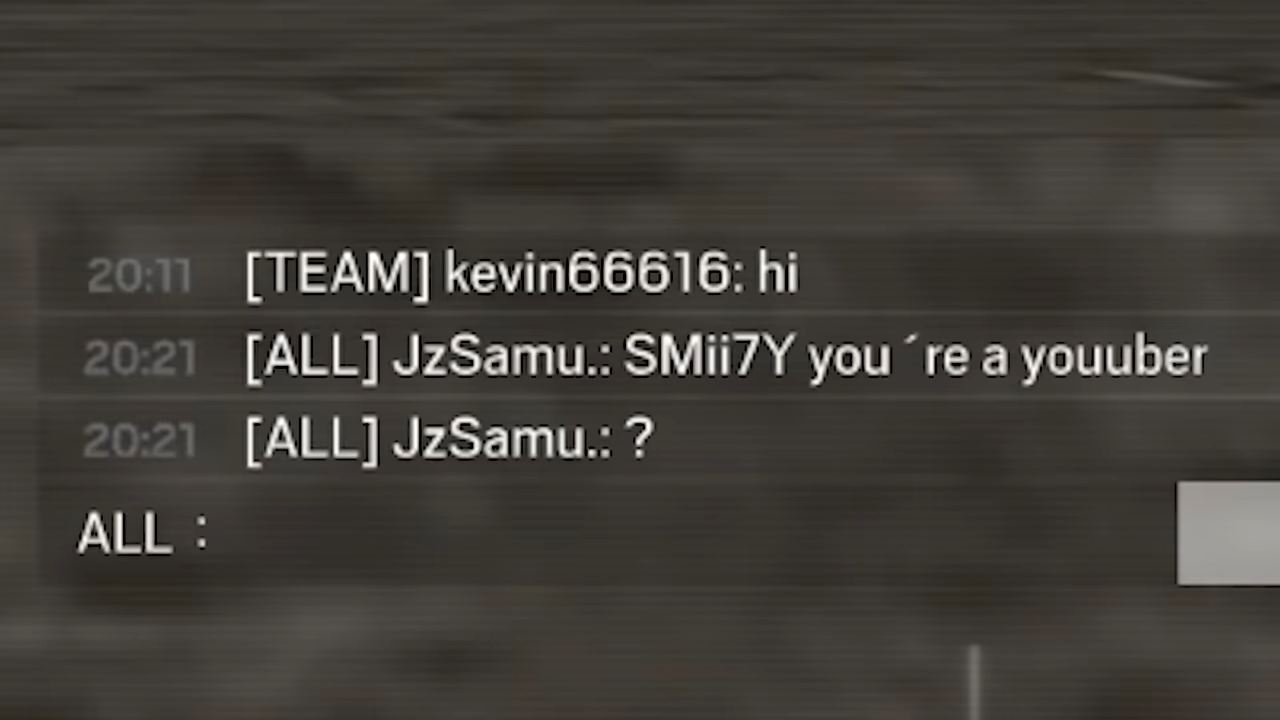 20:11 [TEAM] kevin66616: hi
20:21 [ALL] JzSamu.: SMii7Y you ´re a youuber
20:21 [ALL] JzSamu.: ?
ALL :